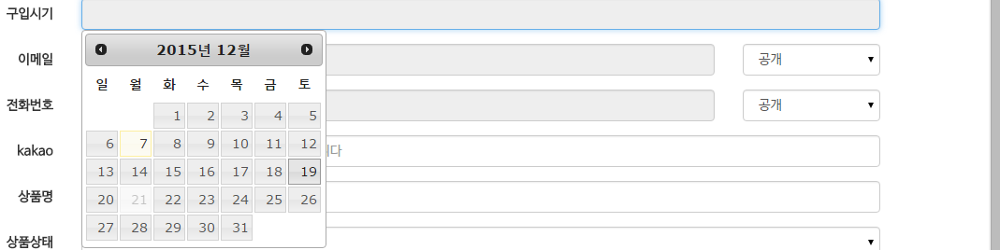 구입시기
2015년 12월
이메일
공개
일 월 화 수 목 금 토
전화번호
공개
1 2 3 4 5
kakao
니다
6 7 8 9 10 11 12
13 14 15 16 17 18 19
상품명
20 21 22 23 24 25 26
27 28 29 30 31
상품상태